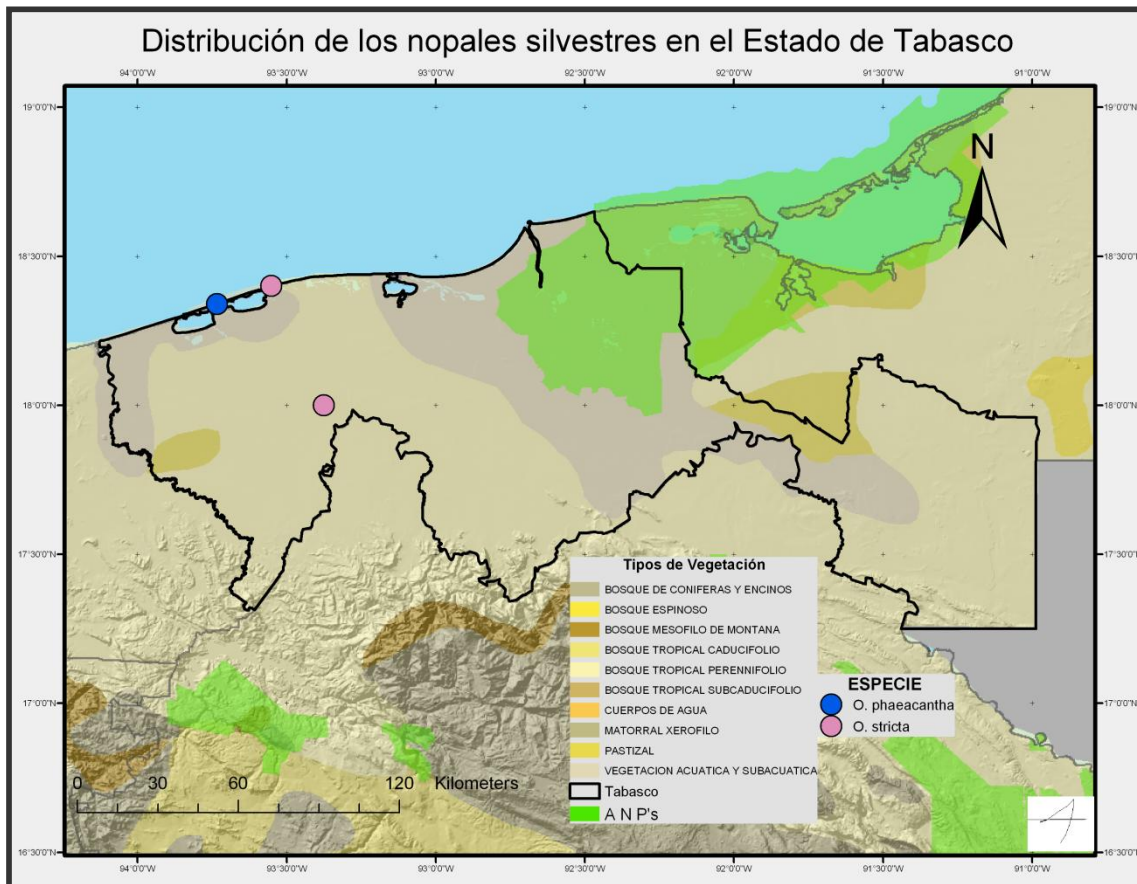 Distribución de los nopales silvestres en el Estado de Tabasco
94°0'0"W 93°30'0"W 93°0'0"W 92°30'0"W 92°0'0"W 91°30'0"W 91°0'0"W
19°0'0"N 19°0'0"N
N
18°30'0"N 18°30'0"N
18°0'0"N 18°0'0"N
17°30'0"N 17°30'0"N
Tipos de Vegetación
BOSQUE DE CONIFERAS Y ENCINOS
BOSQUE ESPINOSO
BOSQUE MESOFILO DE MONTANA
BOSQUE TROPICAL CADUCIFOLIO
BOSQUE TROPICAL PERENNIFOLIO
BOSQUE TROPICAL SUBCADUCIFOLIO
CUERPOS DE AGUA
MATORRAL XEROFILO
PASTIZAL
VEGETACION ACUATICA Y SUBACUATICA
Tabasco
A N P's
ESPECIE
O. phaeacantha
O. stricta
17°0'0"N 17°0'0"N
0 30 60 120 Kilometers
16°30'0"N 16°30'0"N
94°0'0"W 93°30'0"W 93°0'0"W 92°30'0"W 92°0'0"W 91°30'0"W 91°0'0"W